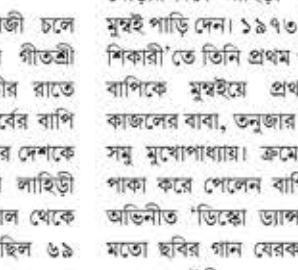 জী চলে
গীতশ্রী
ীর রাতে
র্বের বাপি
র দেশকে
লাহিড়ী
ল থেকে
ছিল ৬৯
মুম্বই পাড়ি দেন। ১৯৭৩
শিকারী'তে তিনি প্রথম
বাপিকে মুম্বইয়ে প্রথ
কাজলের বাবা, তনুজার
সমু মুখোপাধ্যায়। ক্রমে
পাকা করে পেলেন বাপি
অভিনীত 'ডিস্কো ড্যান্স
মতো ছবির গান যেরক